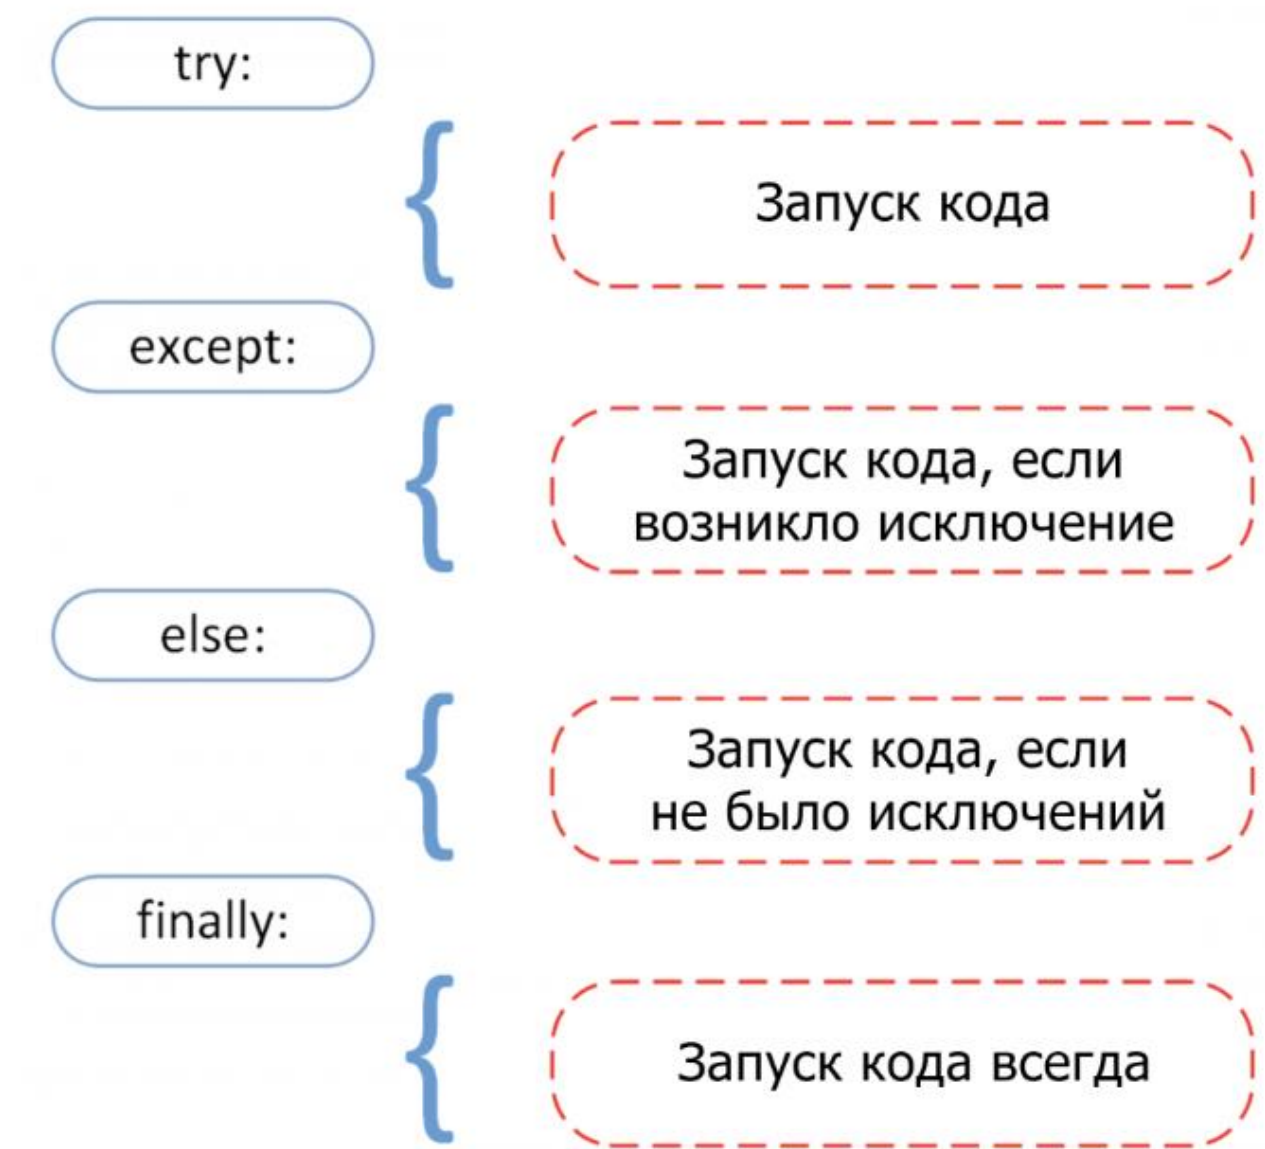 try:
Запуск кода
except:
Запуск кода, если
возникло исключение
else:
Запуск кода, если
не было исключений
finally:
Запуск кода всегда